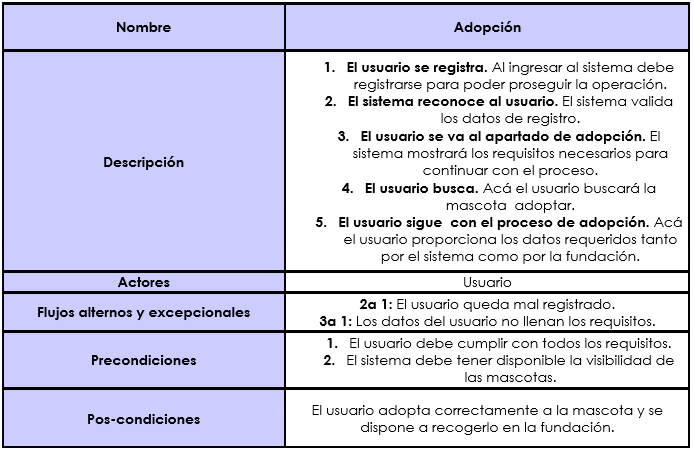 Nombre
Adopción
Descripción
1. El usuario se registra. Al ingresar al sistema debe
registrarse para poder proseguir la operación.
2. El sistema reconoce al usuario. El sistema valida
los datos de registro.
3. El usuario se va al apartado de adopción. El
sistema mostrará los requisitos necesarios para
continuar con el proceso.
4. El usuario busca. Acá el usuario buscará la
mascota adoptar.
5. El usuario sigue con el proceso de adopción. Acá
el usuario proporciona los datos requeridos tanto
por el sistema como por la fundación.
Actores
Usuario
Flujos alternos y excepcionales
2a 1: El usuario queda mal registrado.
3a 1: Los datos del usuario no llenan los requisitos.
Precondiciones
1. El usuario debe cumplir con todos los requisitos.
2. El sistema debe tener disponible la visibilidad de
las mascotas.
Pos-condiciones
El usuario adopta correctamente a la mascota y se
dispone a recogerlo en la fundación.